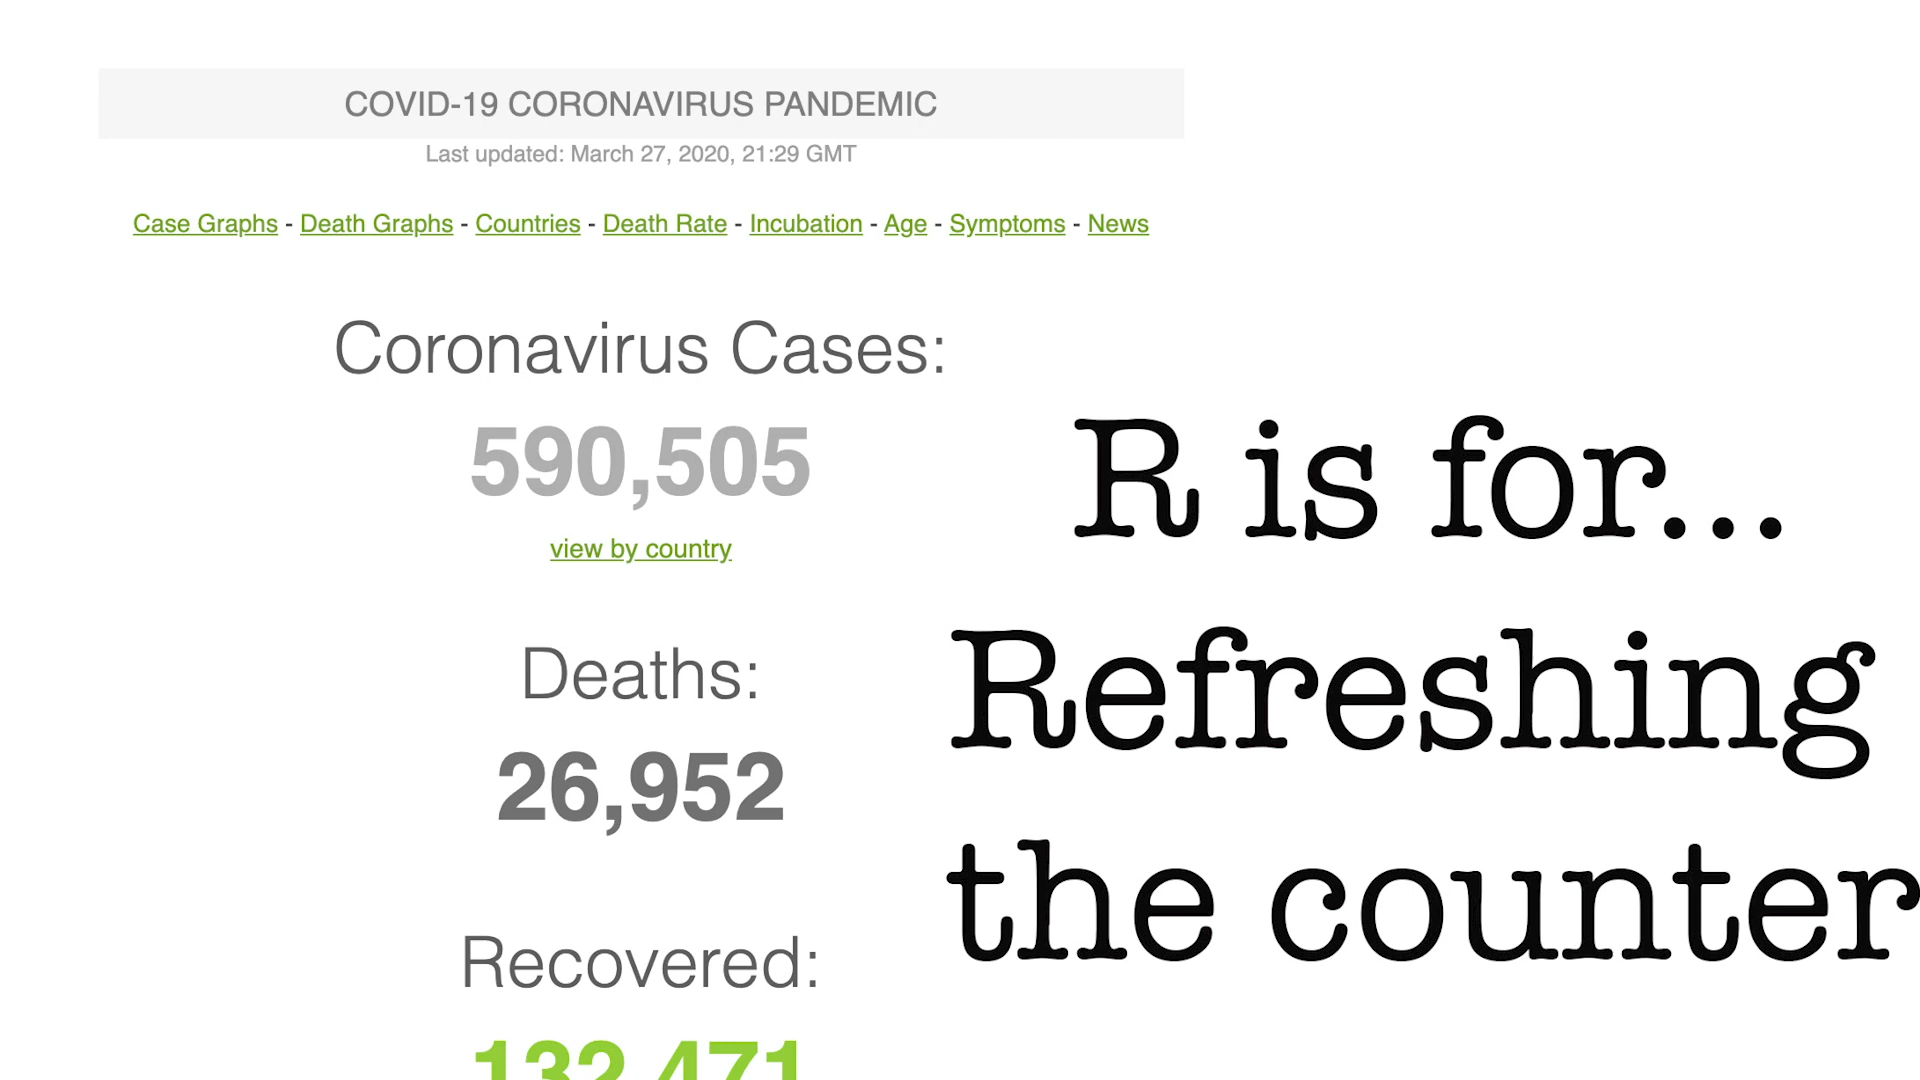 COVID-19 CORONAVIRUS PANDEMIC
Last updated: March 27, 2020, 21:29 GMT
Case Graphs - Death Graphs - Countries - Death Rate - Incubation - Age - Symptoms - News
Coronavirus Cases:
590,505
view by country
Deaths:
26,952
Recovered:
132,471
R is for...
Refreshing
the counter